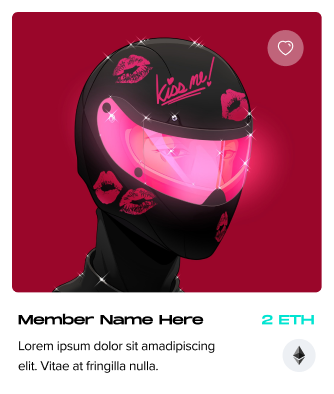 kiss me!
Member Name Here
2 ETH
Lorem ipsum dolor sit amadipiscing
elit. Vitae at fringilla nulla.